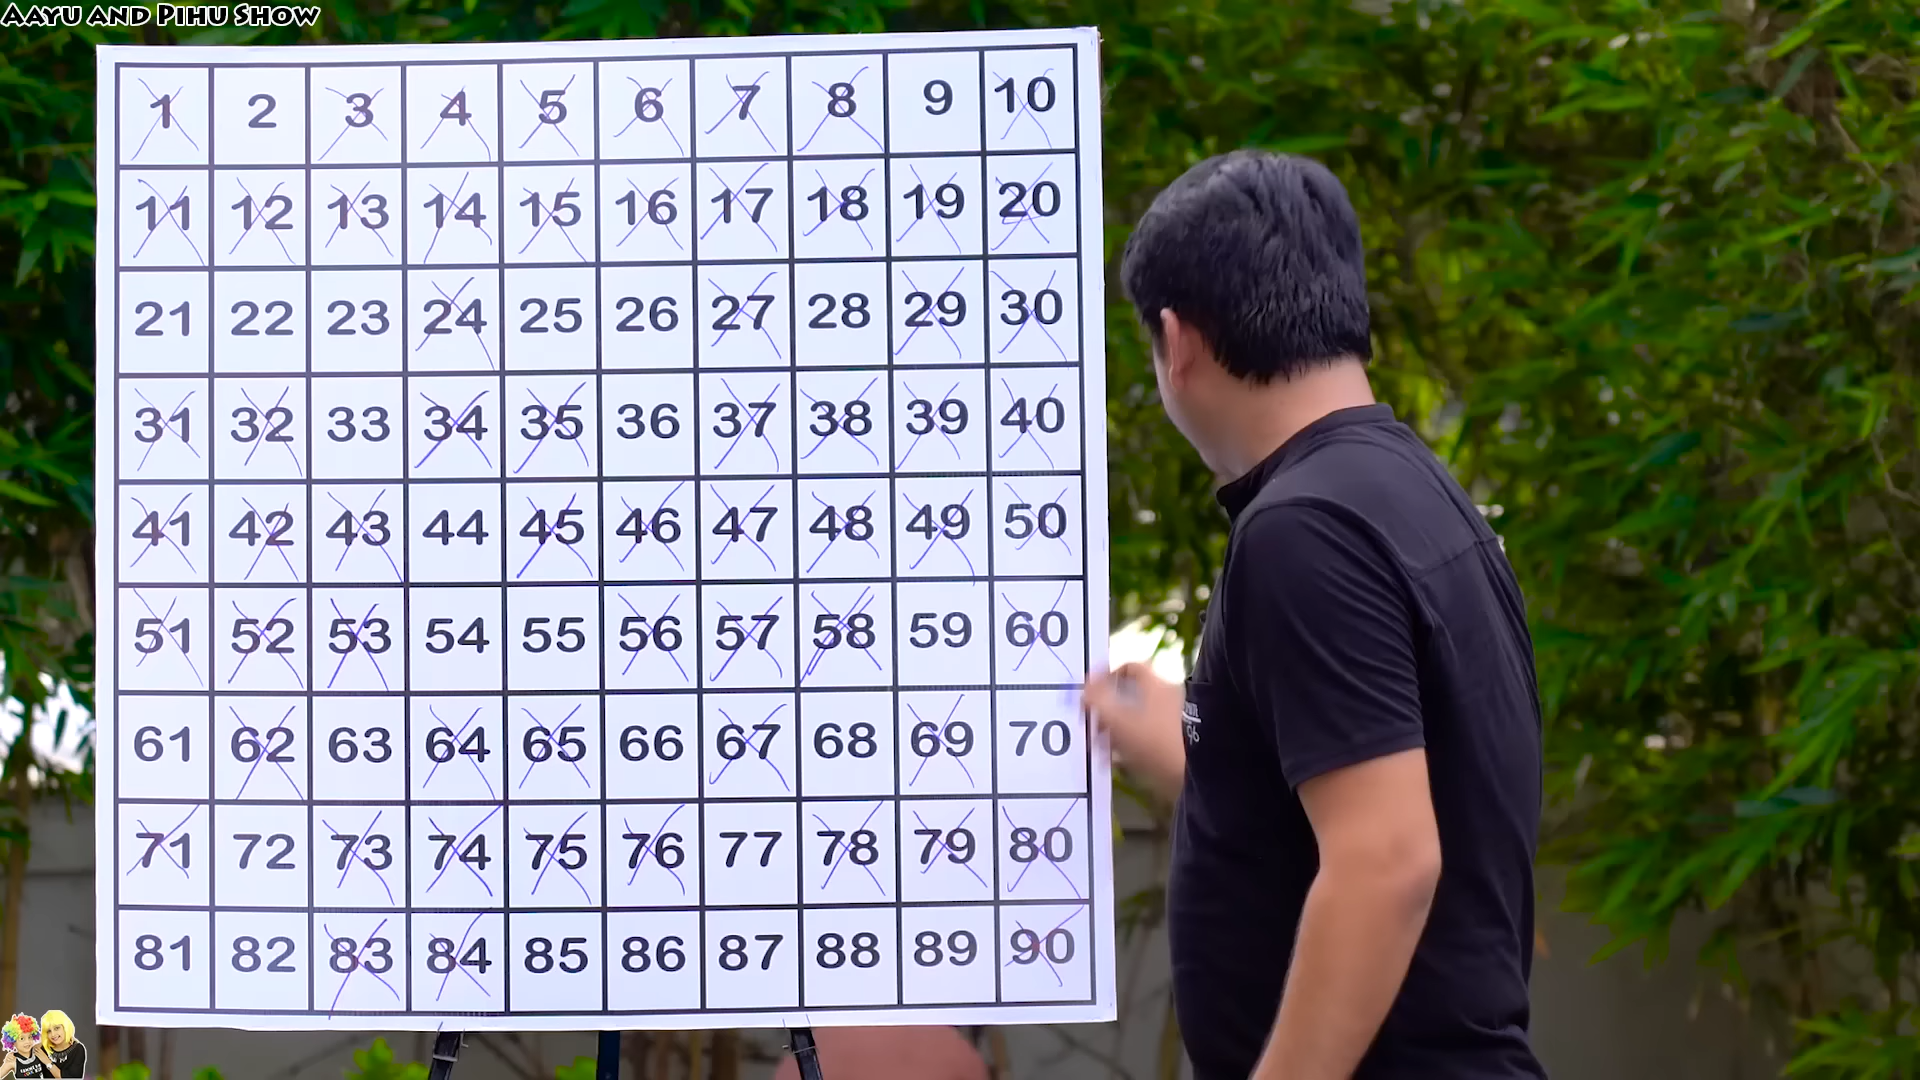 Aayu and Pihu Show
1 2 3 4 5 6 7 8 9 10
11 12 13 14 15 16 17 18 19 20
21 22 23 24 25 26 27 28 29 30
31 32 33 34 35 36 37 38 39 40
41 42 43 44 45 46 47 48 49 50
51 52 53 54 55 56 57 58 59 60
61 62 63 64 65 66 67 68 69 70
71 72 73 74 75 76 77 78 79 80
81 82 83 84 85 86 87 88 89 90